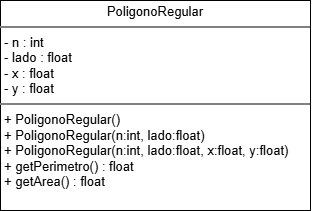 PoligonoRegular
- n : int
- lado : float
- x : float
- y : float
+ PoligonoRegular()
+ PoligonoRegular(n:int, lado:float)
+ PoligonoRegular(n:int, lado:float, x:float, y:float)
+ getPerimetro() : float
+ getArea() : float